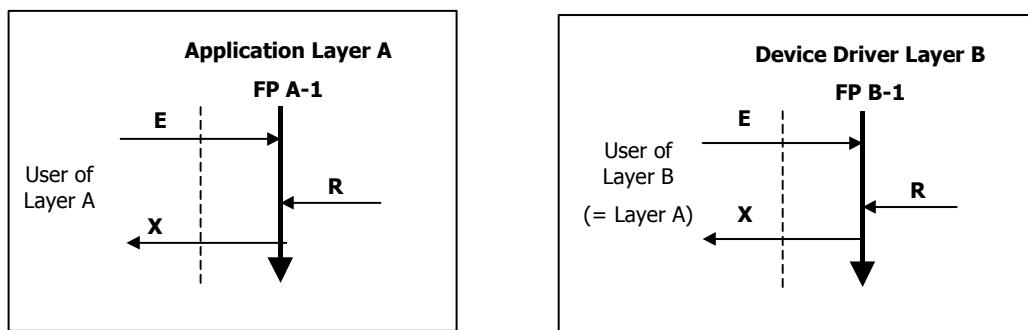 Application Layer A
FP A-1
E
User of
Layer A
R
X
Device Driver Layer B
FP B-1
E
User of
Layer B
(= Layer A)
R
X